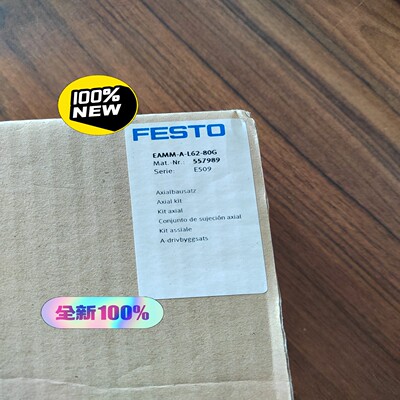 100%
NEW
FESTO
EAMM-A-L62-80G
Mat.-Nr.: 557989
Serie: E509
Axialbausatz
Axial kit
Kit axial
Conjunto de sujeción axial
Kit assiale
A-drivbyggsats
全新100%